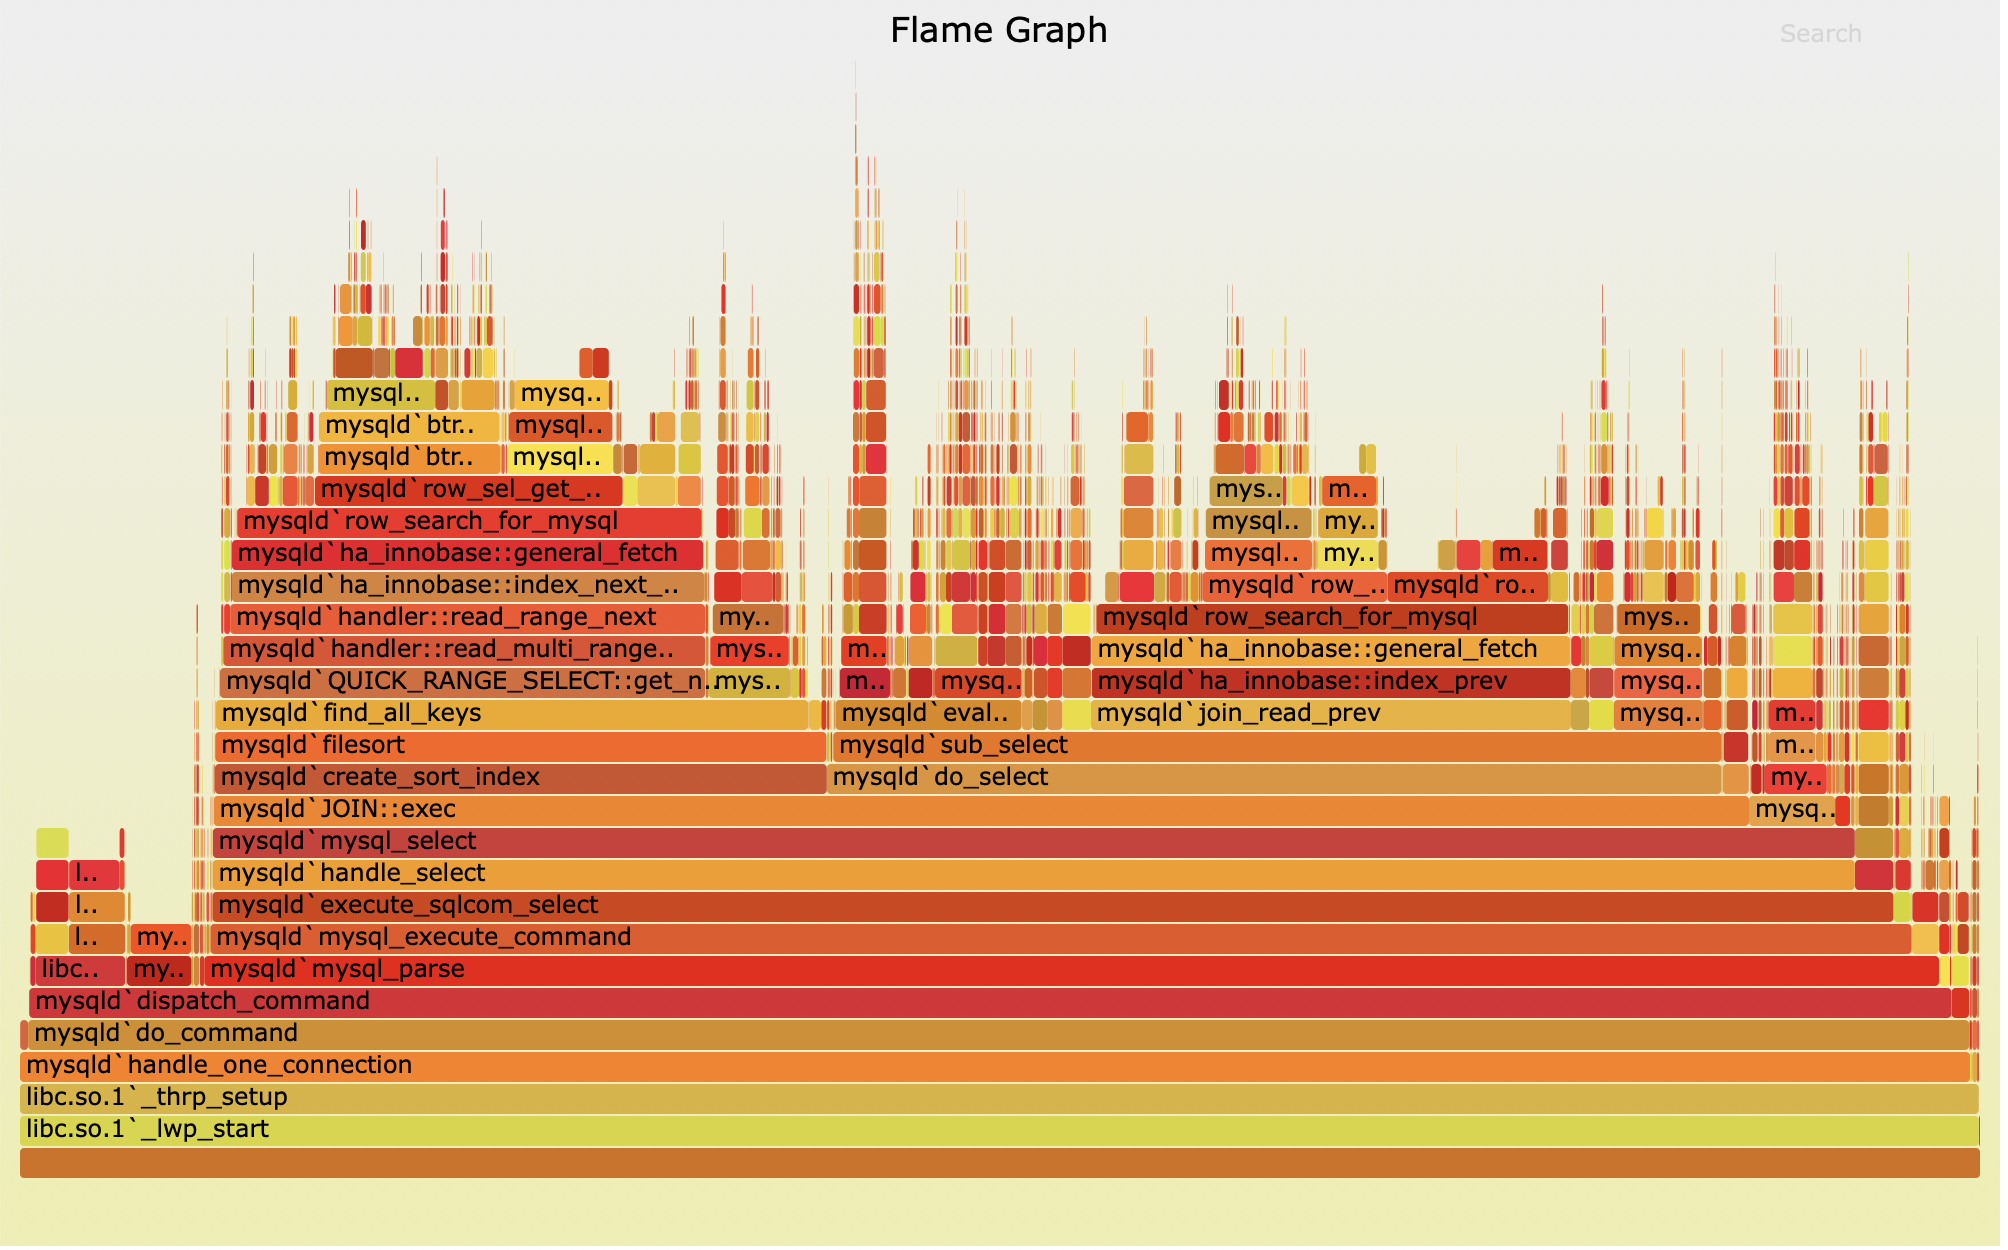 Flame Graph
Search
mysql..
mysq..
mysqld`btr..
mysql..
mysqld`btr..
mysql..
mysqld`row_sel_get_..
mys..
m..
mysqld`row_search_for_mysql
mysql..
my..
mysqld`ha_innobase::general_fetch
mysql..
my..
m..
mysqld`ha_innobase::index_next_..
mysqld`row_..
mysqld`ro..
mysqld`handler::read_range_next
my..
mysqld`row_search_for_mysql
mys..
mysqld`handler::read_multi_range..
mys..
m..
mysqld`ha_innobase::general_fetch
mysq..
mysqld`QUICK_RANGE_SELECT::get_n..
mys..
m..
mysq..
mysqld`ha_innobase::index_prev
mysq..
mysqld`find_all_keys
mysqld`eval..
mysqld`join_read_prev
mysq..
m..
mysqld`filesort
mysqld`sub_select
m..
mysqld`create_sort_index
mysqld`do_select
my..
mysqld`JOIN::exec
mysq..
mysqld`mysql_select
l..
mysqld`handle_select
l..
mysqld`execute_sqlcom_select
l..
my..
mysqld`mysql_execute_command
libc..
my..
mysqld`mysql_parse
mysqld`dispatch_command
mysqld`do_command
mysqld`handle_one_connection
libc.so.1`_thrp_setup
libc.so.1`_lwp_start